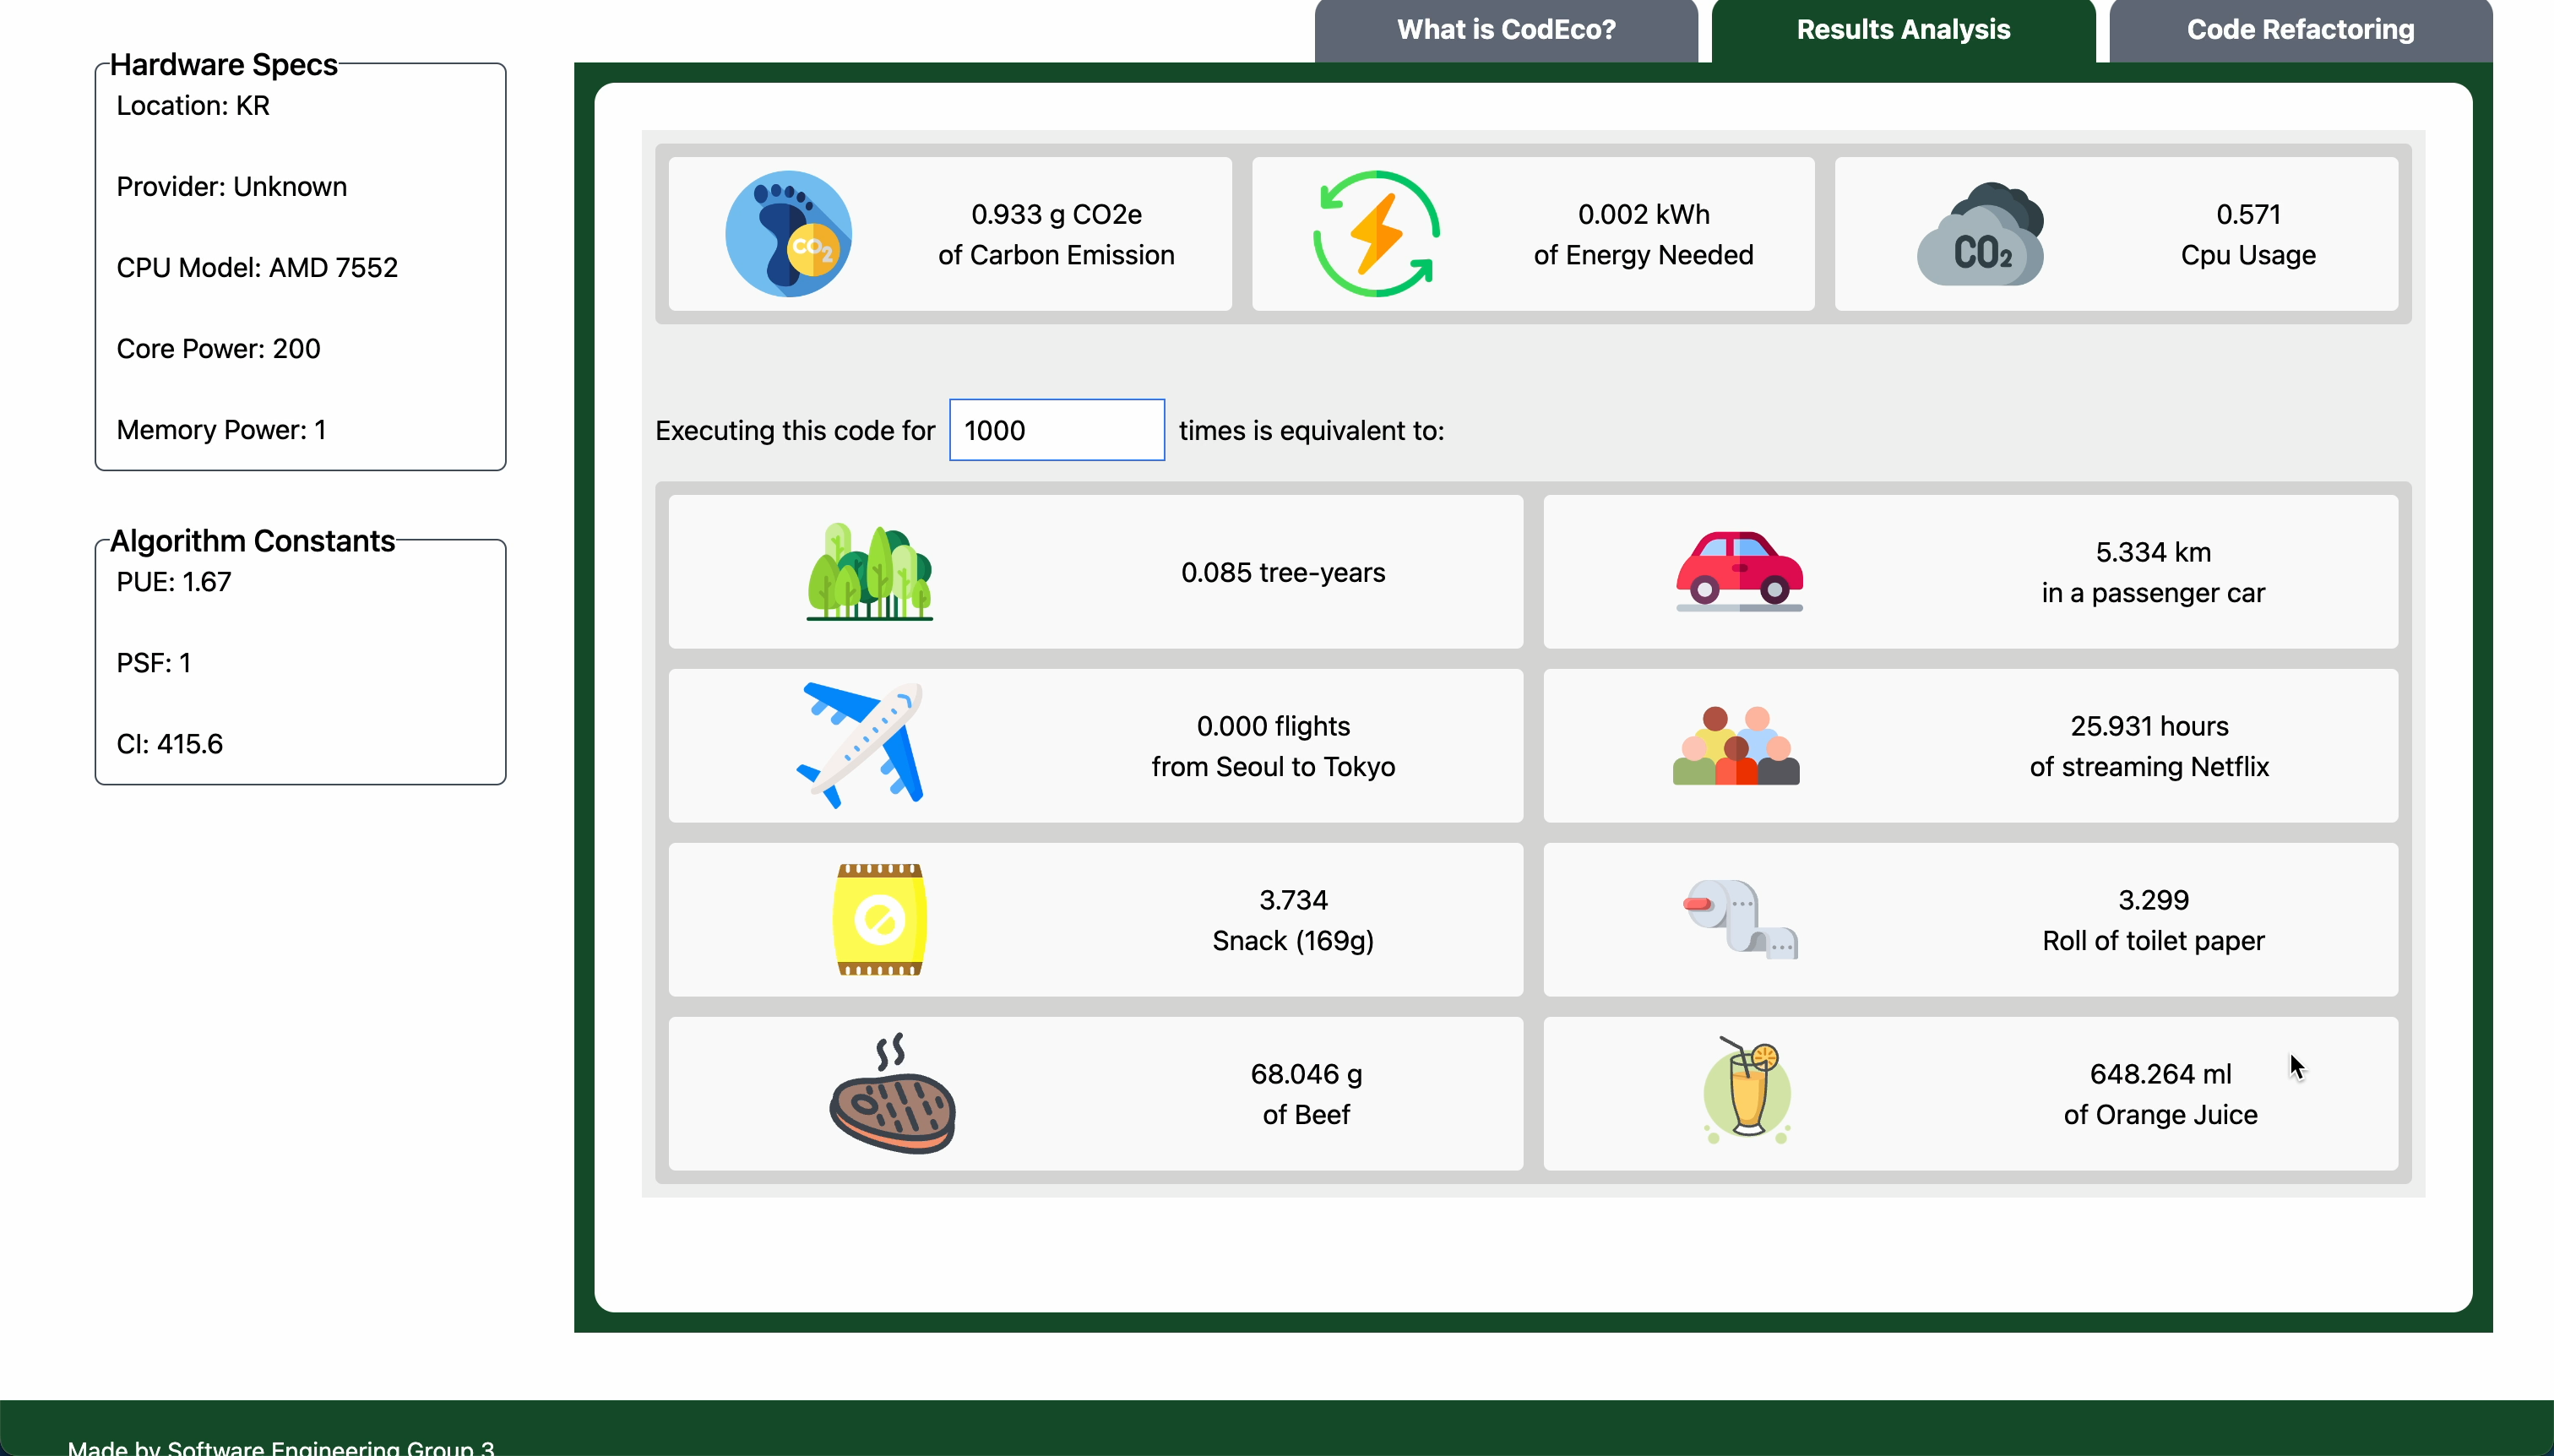 What is CodEco?
Results Analysis
Code Refactoring
Hardware Specs
Location: KR
Provider: Unknown
CPU Model: AMD 7552
Core Power: 200
Memory Power: 1
Algorithm Constants
PUE: 1.67
PSF: 1
CI: 415.6
CO2
0.933 g CO2e
of Carbon Emission
0.002 kWh
of Energy Needed
CO2
0.571
Cpu Usage
Executing this code for 1000 times is equivalent to:
0.085 tree-years
5.334 km
in a passenger car
0.000 flights
from Seoul to Tokyo
25.931 hours
of streaming Netflix
3.734
Snack (169g)
3.299
Roll of toilet paper
68.046 g
of Beef
648.264 ml
of Orange Juice
Made by Software Engineering Group 3